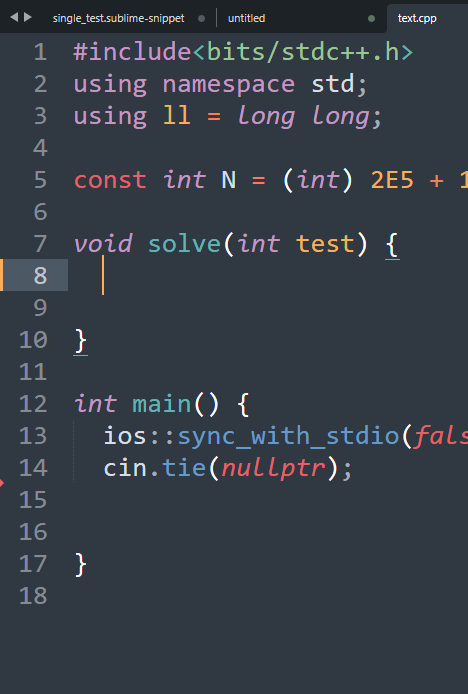 single_test.sublime-snippet
untitled
text.cpp
1 #include<bits/stdc++.h>
2 using namespace std;
3 using ll = long long;
4
5 const int N = (int) 2E5 + 1
6
7 void solve(int test) {
8
9
10 }
11
12 int main() {
13 ios::sync_with_stdio(fals
14 cin.tie(nullptr);
15
16
17 }
18